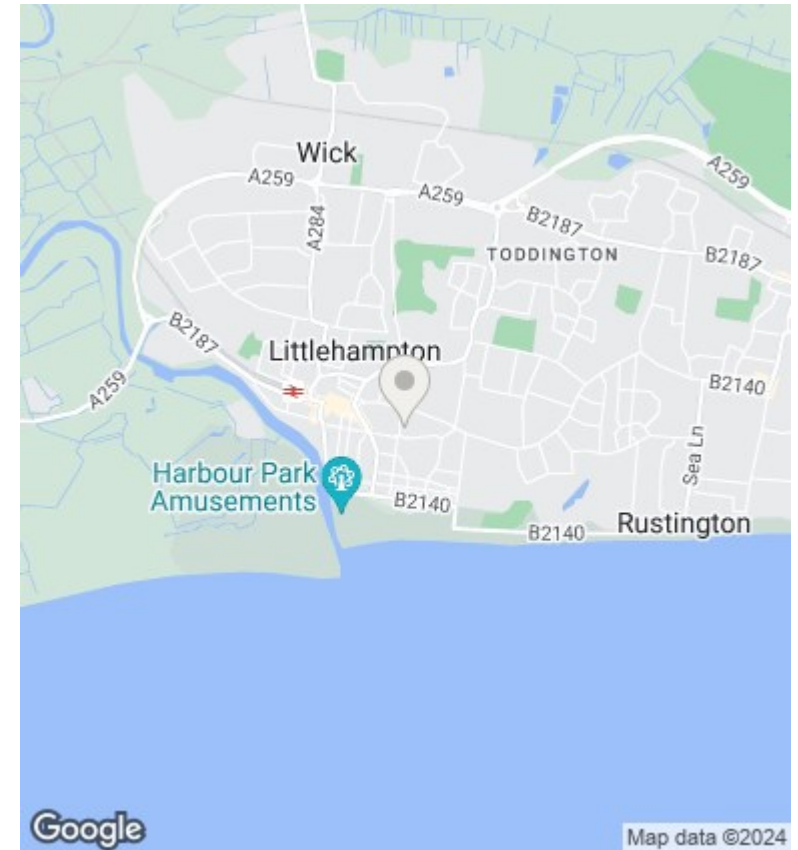 Wick
A259
A259
A259
A284
B2187
TODDINGTON
B2187
Littlehampton
B2187
A259
B2140
Sea Ln
Harbour Park
Amusements
B2140
B2140
Rustington
Google
Map data ©2024